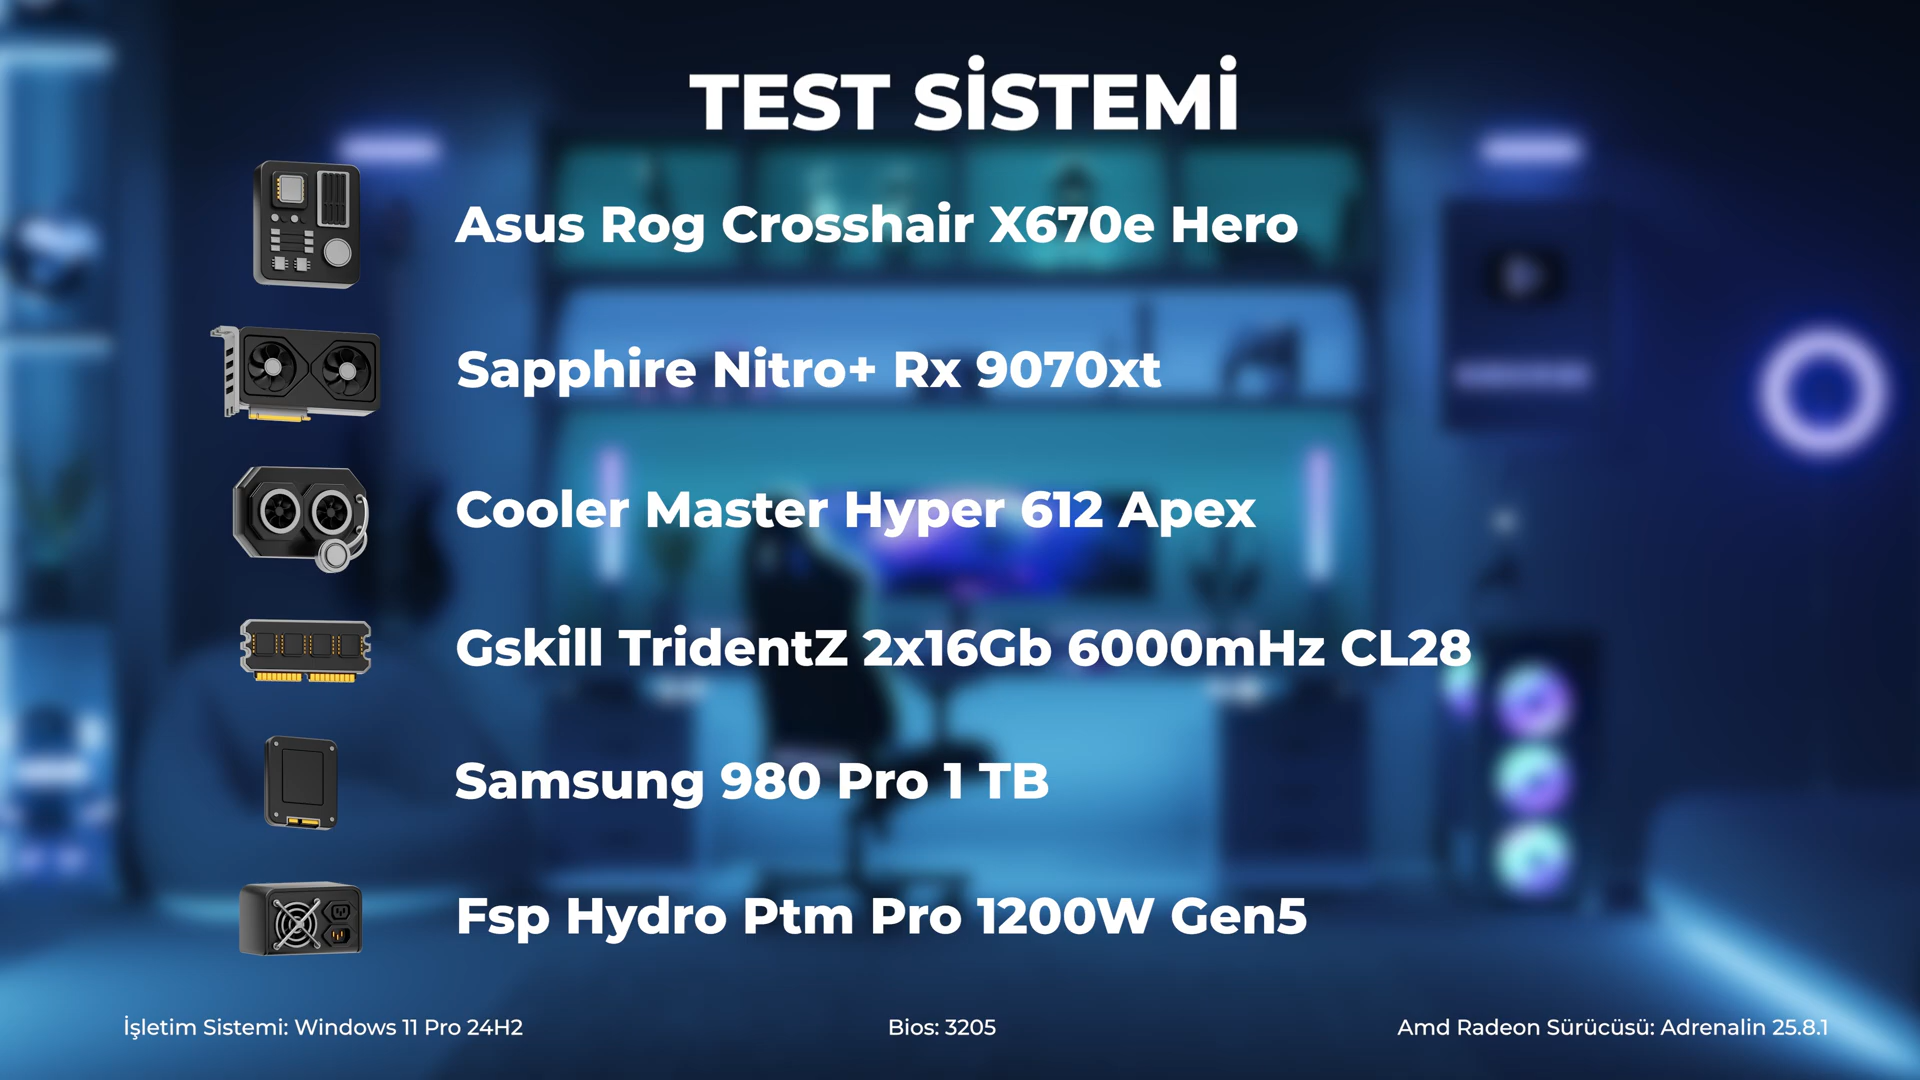 TEST SİSTEMİ
Asus Rog Crosshair X670e Hero
Sapphire Nitro+ Rx 9070xt
Cooler Master Hyper 612 Apex
Gskill TridentZ 2x16Gb 6000mHz CL28
Samsung 980 Pro 1 TB
Fsp Hydro Ptm Pro 1200W Gen5
İşletim Sistemi: Windows 11 Pro 24H2
Bios: 3205
Amd Radeon Sürücüsü: Adrenalin 25.8.1